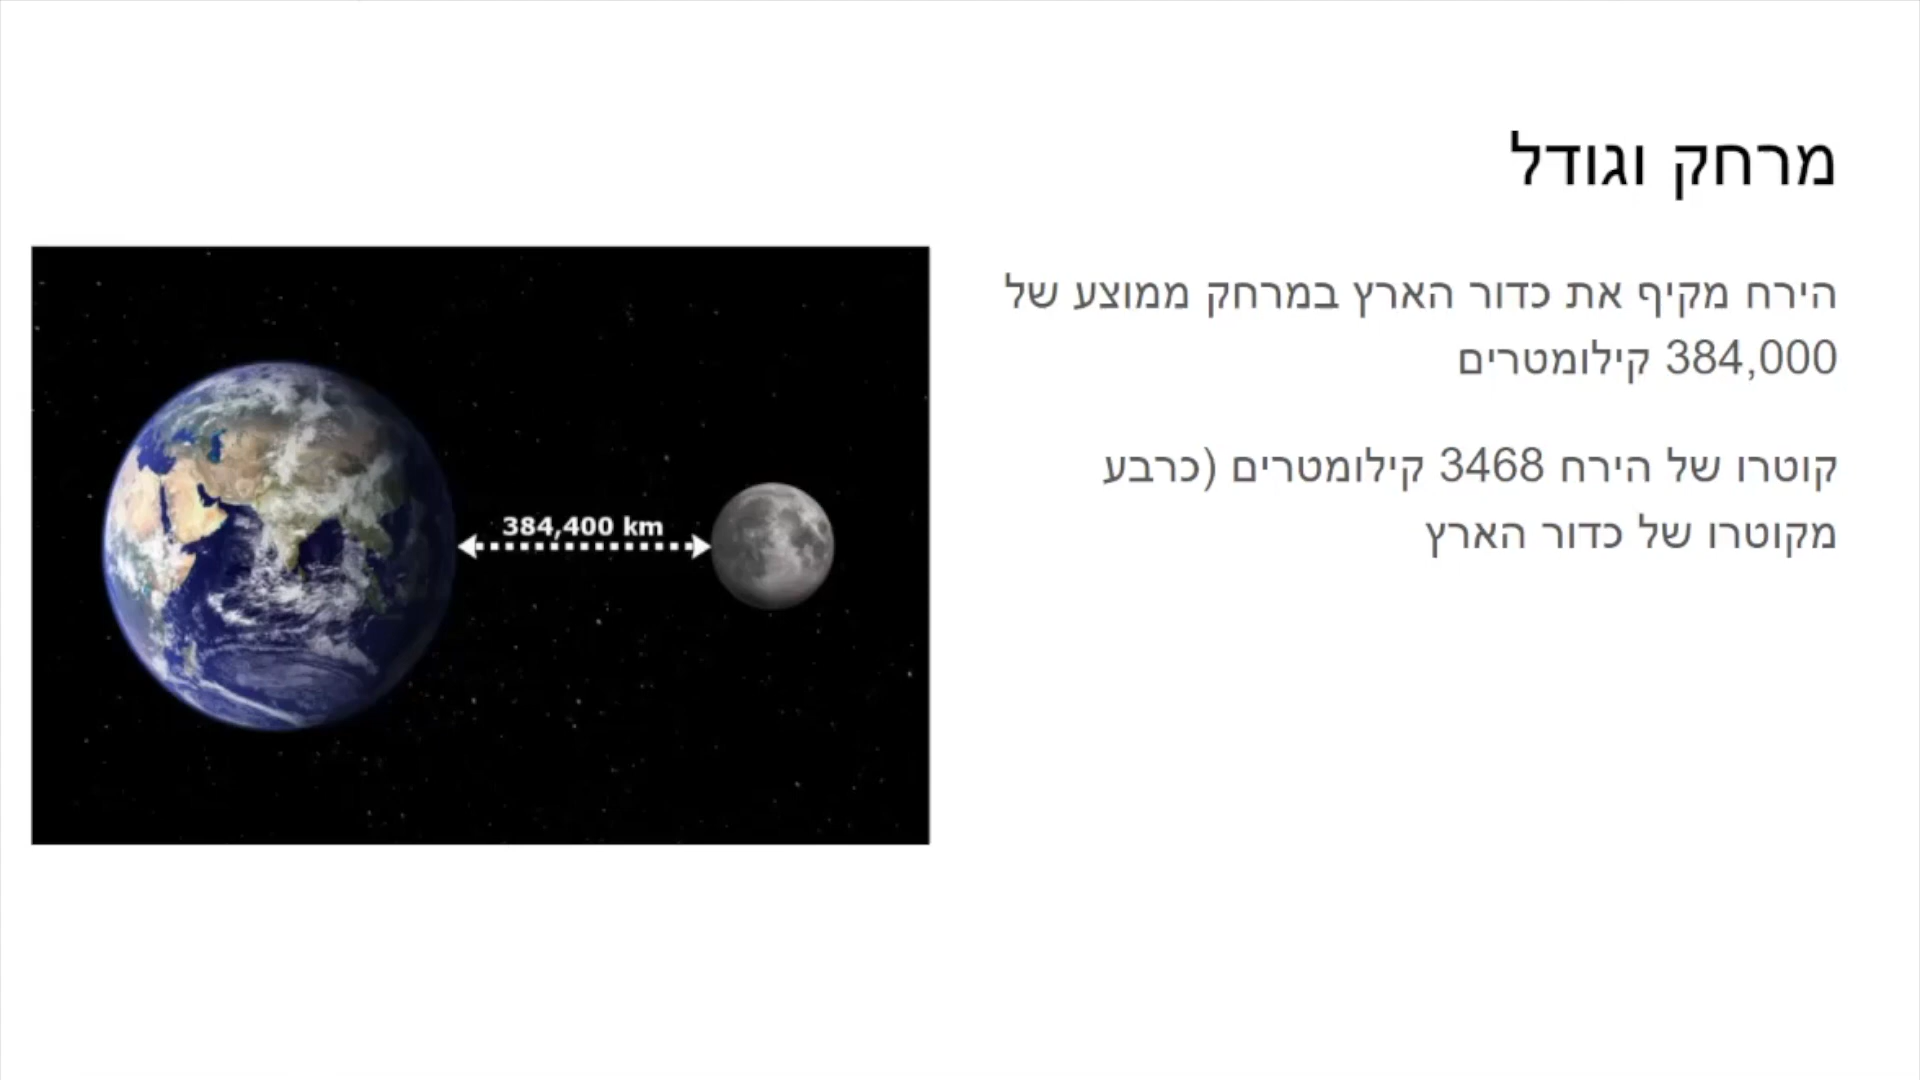 מרחק וגודל
הירח מקיף את כדור הארץ במרחק ממוצע של
384,000 קילומטרים
קוטרו של הירח 3468 קילומטרים (כרבע
מקוטרו של כדור הארץ
384,400 km